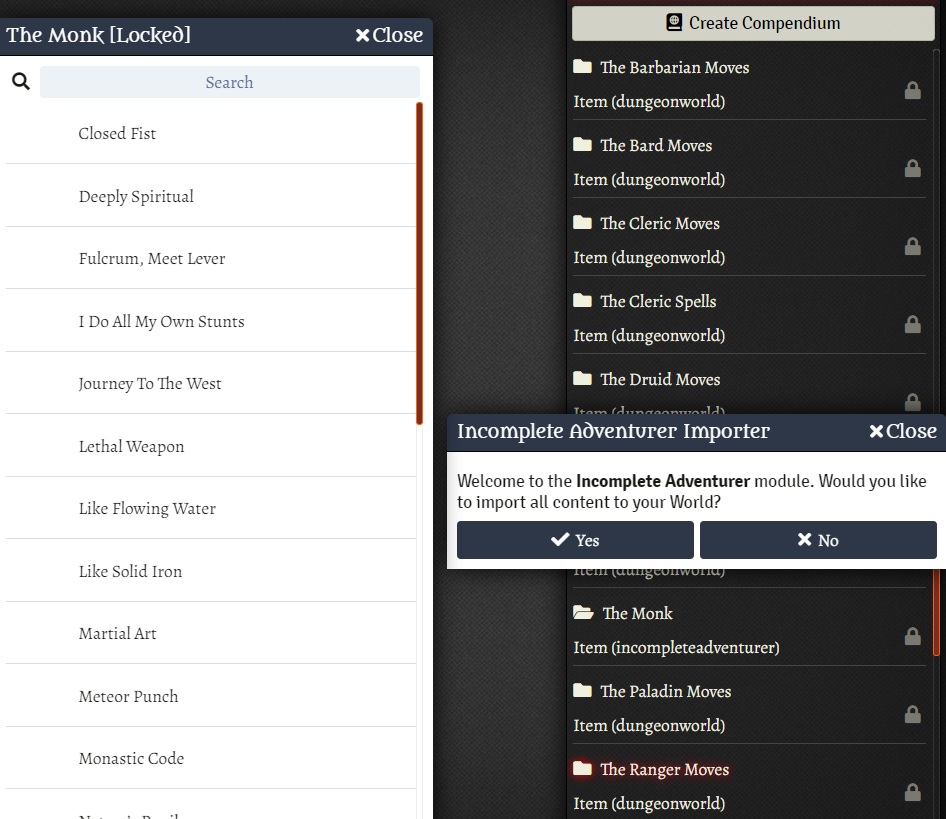 The Monk [Locked]
Close
Search
Closed Fist
Deeply Spiritual
Fulcrum, Meet Lever
I Do All My Own Stunts
Journey To The West
Lethal Weapon
Like Flowing Water
Like Solid Iron
Martial Art
Meteor Punch
Monastic Code
Create Compendium
The Barbarian Moves
Item (dungeonworld)
The Bard Moves
Item (dungeonworld)
The Cleric Moves
Item (dungeonworld)
The Cleric Spells
Item (dungeonworld)
The Druid Moves
Item (dungeonworld)
Incomplete Adventurer Importer
Close
Welcome to the Incomplete Adventurer module. Would you like
to import all content to your World?
Yes
No
Item (dungeonworld)
The Monk
Item (incompleteadventurer)
The Paladin Moves
Item (dungeonworld)
The Ranger Moves
Item (dungeonworld)